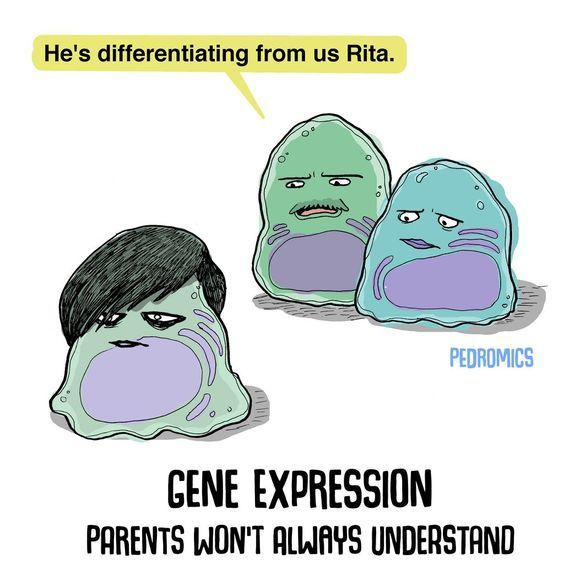 He's differentiating from us Rita.
PEDROMICS
GENE EXPRESSION
PARENTS WON'T ALWAYS UNDERSTAND